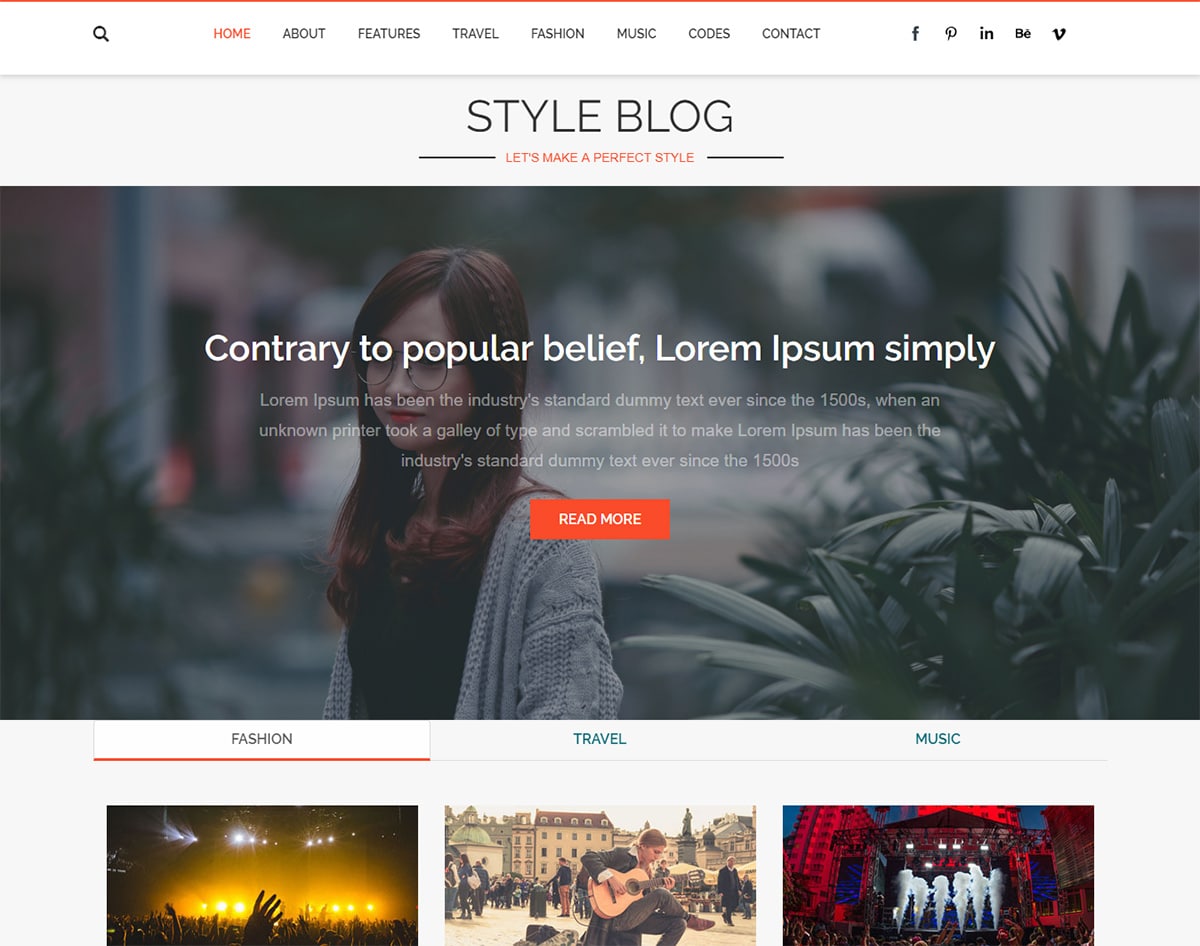 HOME ABOUT FEATURES TRAVEL FASHION MUSIC CODES CONTACT f in Bē
STYLE BLOG
LET'S MAKE A PERFECT STYLE
Contrary to popular belief, Lorem Ipsum simply
Lorem Ipsum has been the industry's standard dummy text ever since the 1500s, when an
unknown printer took a galley of type and scrambled it to make Lorem Ipsum has been the
industry's standard dummy text ever since the 1500s
READ MORE
FASHION TRAVEL MUSIC